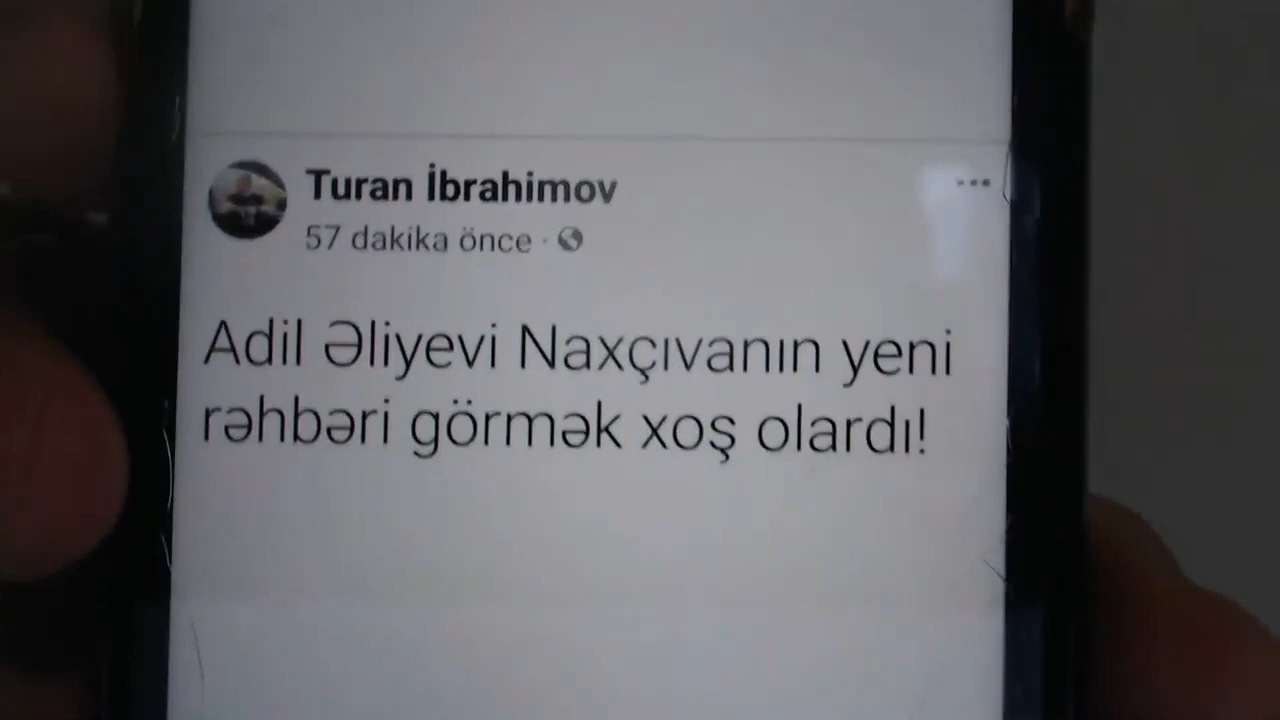 Turan İbrahimov
57 dakika önce ·
Adil Əliyevi Naxçıvanın yeni
rəhbəri görmək xoş olardı!